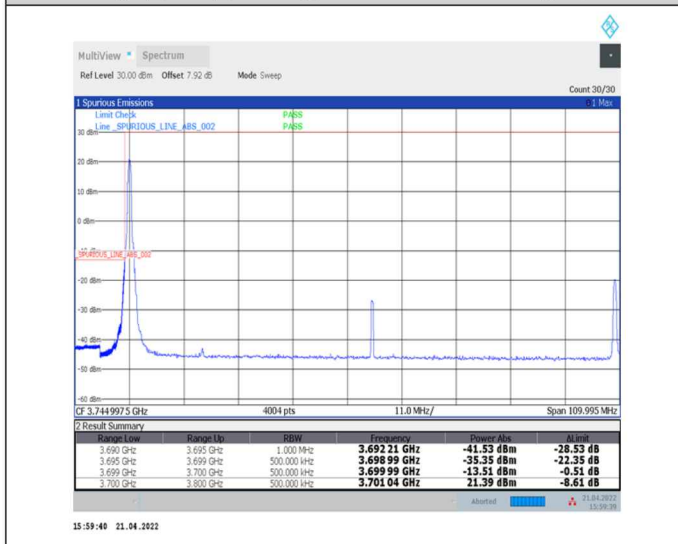 MultiView Spectrum
Ref Level 30.00 dBm Offset 7.92 dB Mode Sweep
Count 30/30
1 Spurious Emissions 1 Max
Limit Check PASS
Line _SPURIOUS_LINE_ABS_002 PASS
30 dBm
20 dBm
10 dBm
0 dBm
_SPURIOUS_LINE_ABS_002
-20 dBm
-30 dBm
-40 dBm
-50 dBm
-60 dBm
CF 3.7449975 GHz 4004 pts 11.0 MHz/ Span 109.995 MHz
2 Result Summary
Range Low Range Up RBW Frequency Power Abs ΔLimit
3.690 GHz 3.695 GHz 1.000 MHz 3.692 21 GHz -41.53 dBm -28.53 dB
3.695 GHz 3.699 GHz 500.000 kHz 3.698 99 GHz -35.35 dBm -22.35 dB
3.699 GHz 3.700 GHz 500.000 kHz 3.699 99 GHz -13.51 dBm -0.51 dB
3.700 GHz 3.800 GHz 500.000 kHz 3.701 04 GHz 21.39 dBm -8.61 dB
Aborted 21.04.2022
15:59:39
15:59:40 21.04.2022